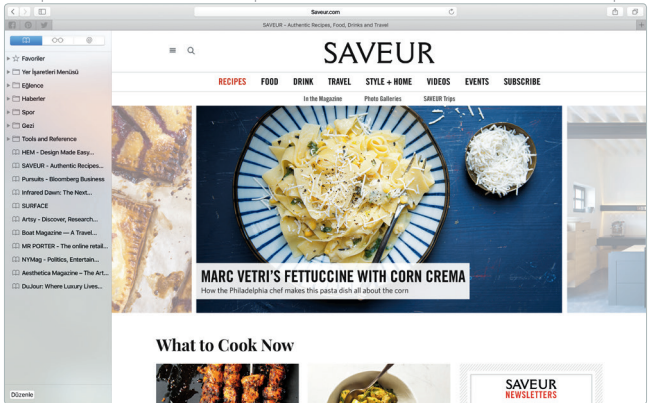 Saveur.com
SAVEUR - Authentic Recipes, Food, Drinks and Travel
Favoriler
Yer İşaretleri Menüsü
Eğlence
Haberler
Spor
Gezi
Tools and Reference
HEM - Design Made Easy...
SAVEUR - Authentic Recipes...
Pursuits - Bloomberg Business
Infrared Dawn: The Next...
SURFACE
Artsy - Discover, Research...
Boat Magazine — A Travel...
MR PORTER - The online retail...
NYMag - Politics, Entertain...
Aesthetica Magazine – The Art...
DuJour: Where Luxury Lives...
Düzenle
SAVEUR
RECIPES FOOD DRINK TRAVEL STYLE + HOME VIDEOS EVENTS SUBSCRIBE
In the Magazine Photo Galleries SAVEUR Trips
MARC VETRI'S FETTUCCINE WITH CORN CREMA
How the Philadelphia chef makes this pasta dish all about the corn
What to Cook Now
SAVEUR
NEWSLETTERS